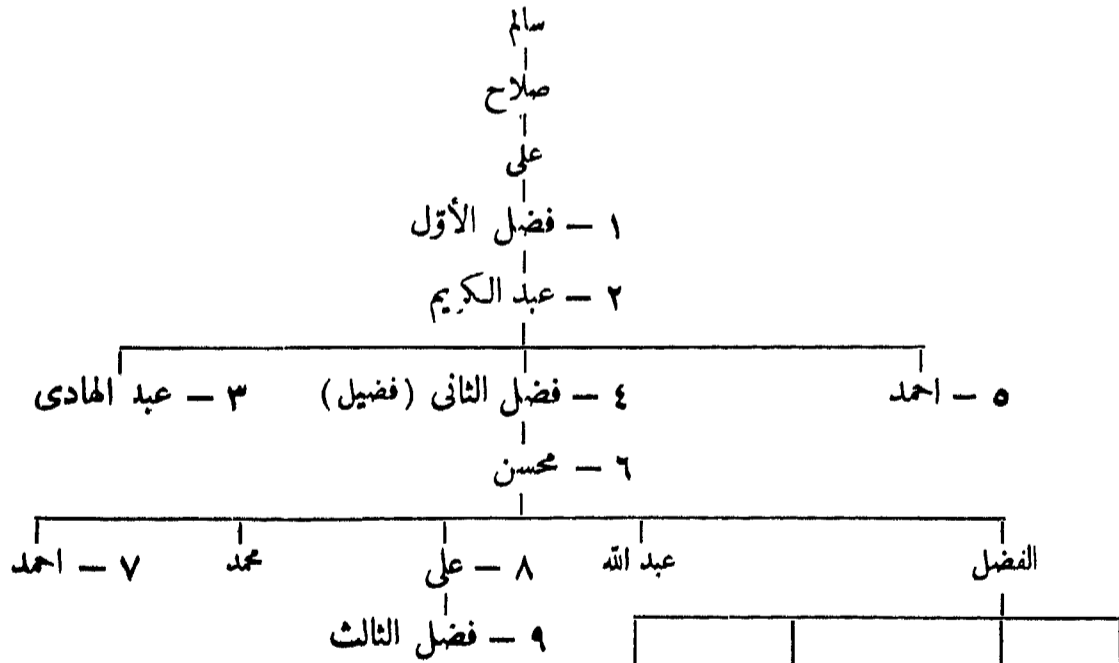 سالم
صلاح
على
١ – فضل الأوّل
٢ – عبد الكريم
٥ – احمد ٤ – فضل الثانى (فضيل) ٣ – عبد الهادى
٦ – محسن
الفضل عبد الله ٨ – على محمد ٧ – احمد
٩ – فضل الثالث